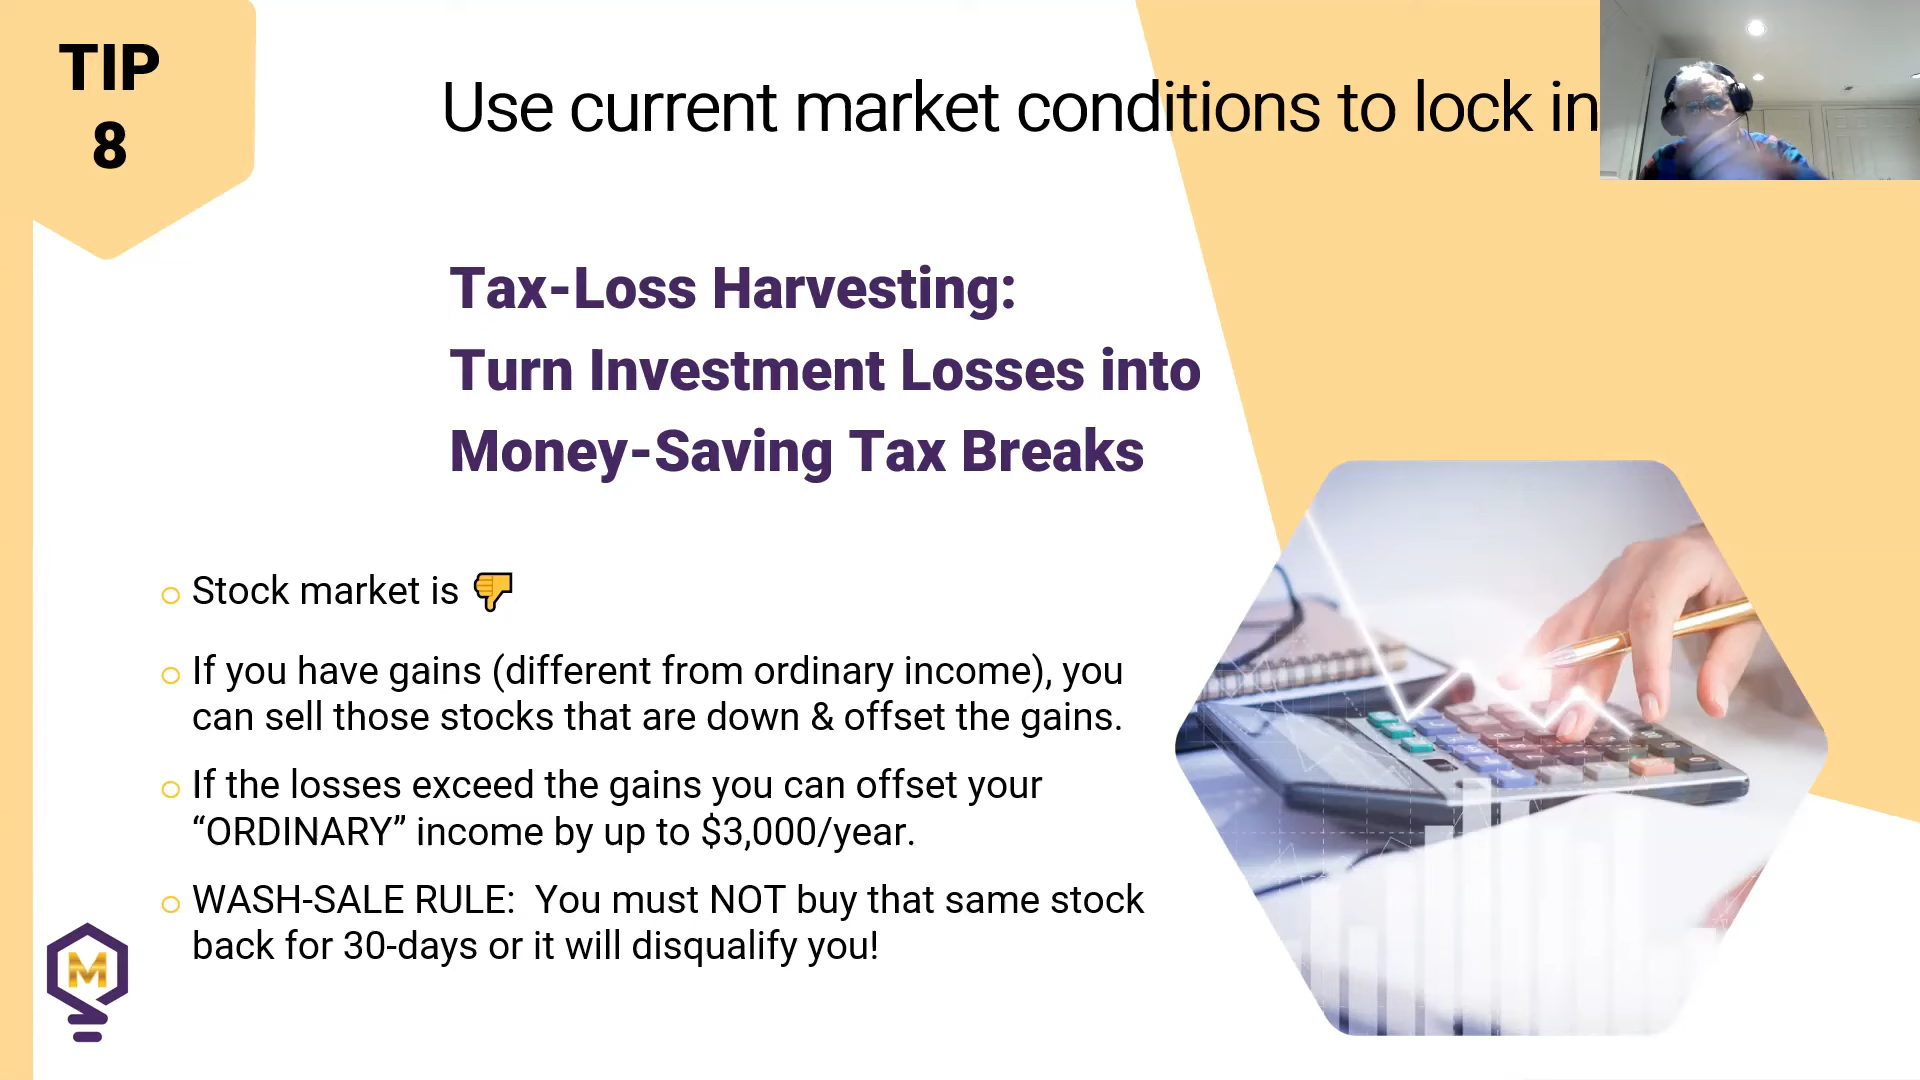 TIP
8
Use current market conditions to lock in
Tax-Loss Harvesting:
Turn Investment Losses into
Money-Saving Tax Breaks
Stock market is 👎
If you have gains (different from ordinary income), you
can sell those stocks that are down & offset the gains.
If the losses exceed the gains you can offset your
“ORDINARY” income by up to $3,000/year.
WASH-SALE RULE: You must NOT buy that same stock
back for 30-days or it will disqualify you!
M